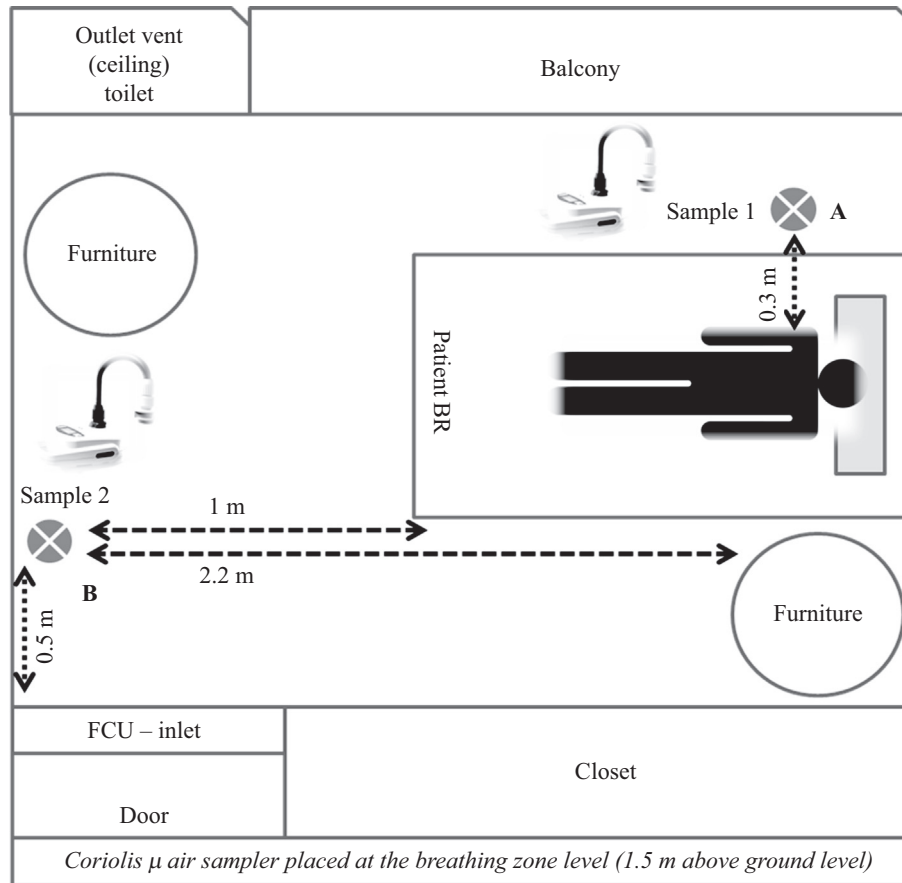 Outlet vent
(ceiling)
toilet
Balcony
Sample 1
A
Furniture
0.3 m
Patient BR
Sample 2
1 m
2.2 m
B
0.5 m
Furniture
FCU – inlet
Closet
Door
Coriolis μ air sampler placed at the breathing zone level (1.5 m above ground level)